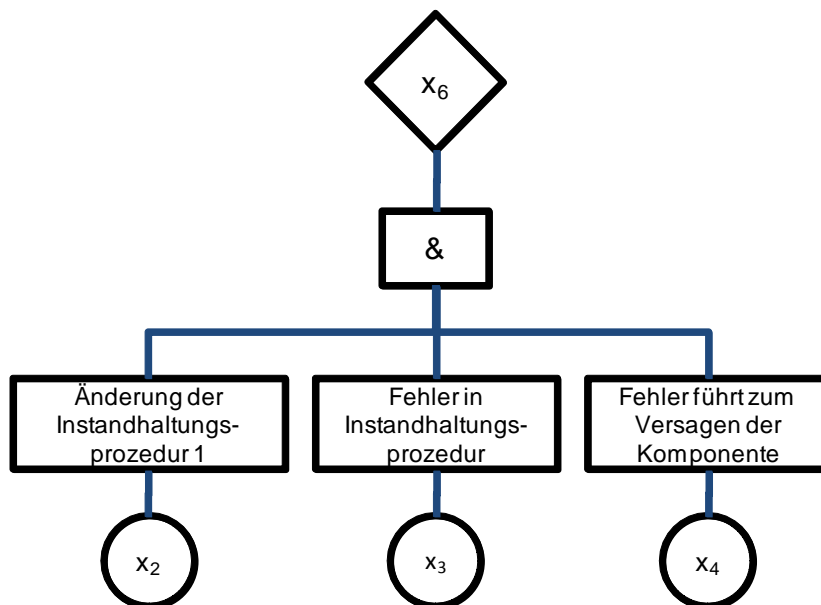 x₆
&
Änderung der
Instandhaltungs-
prozedur 1
Fehler in
Instandhaltungs-
prozedur
Fehler führt zum
Versagen der
Komponente
x₂
x₃
x₄